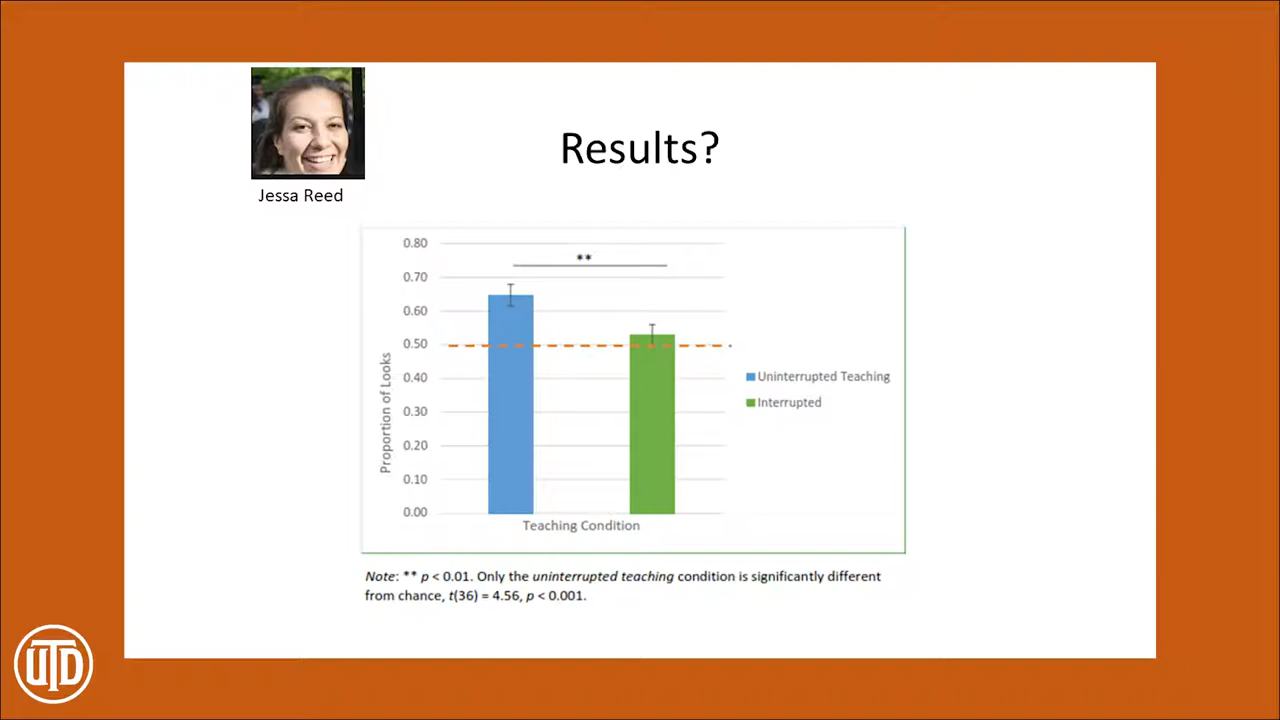 Jessa Reed
Results?
0.80
0.70
0.60
0.50
0.40
0.30
0.20
0.10
0.00
**
Proportion of Looks
Teaching Condition
Uninterrupted Teaching
Interrupted
Note: ** p < 0.01. Only the uninterrupted teaching condition is significantly different
from chance, t(36) = 4.56, p < 0.001.
UTD